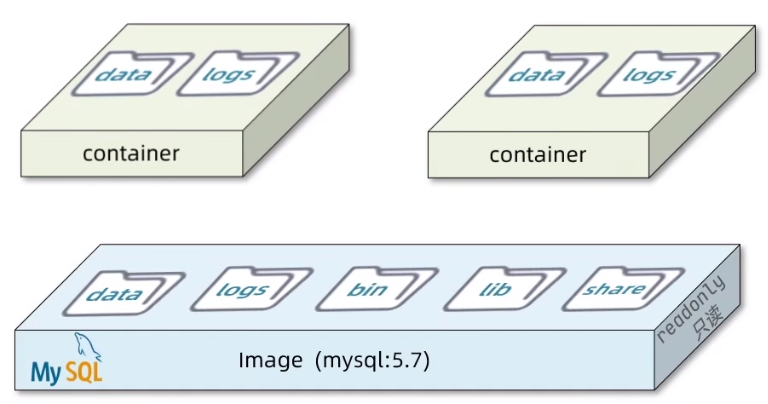 data logs
container
data logs
container
data logs bin lib share
readonly
只读
MySQL
Image (mysql:5.7)